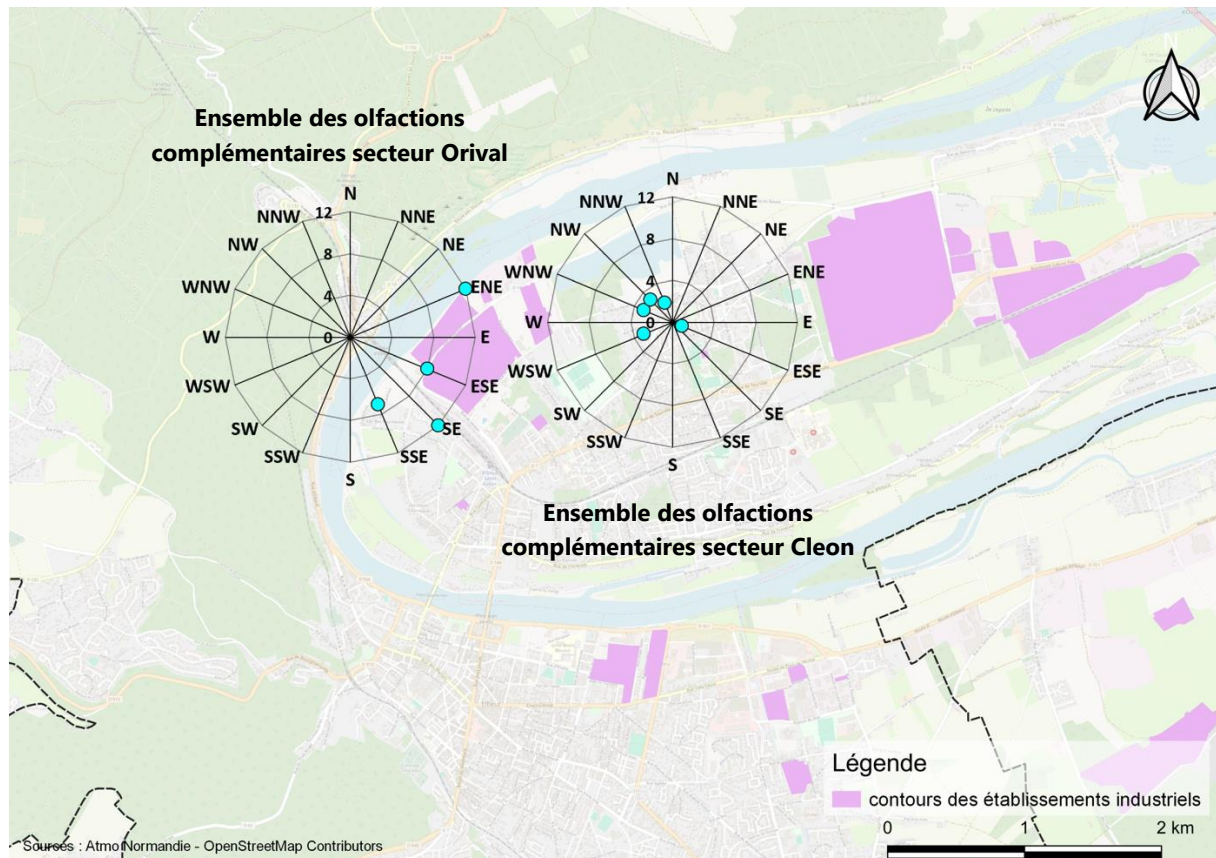 N
Ensemble des olfactions
complémentaires secteur Orival
N
NNE
NE
ENE
E
ESE
SE
SSE
S
SSW
SW
WSW
W
WNW
NW
NNW
12
8
4
0
N
NNE
NE
ENE
E
ESE
SE
SSE
S
SSW
SW
WSW
W
WNW
NW
NNW
12
8
4
0
Ensemble des olfactions
complémentaires secteur Cleon
Légende
contours des établissements industriels
0 1 2 km
Sources : Atmo Normandie - OpenStreetMap Contributors